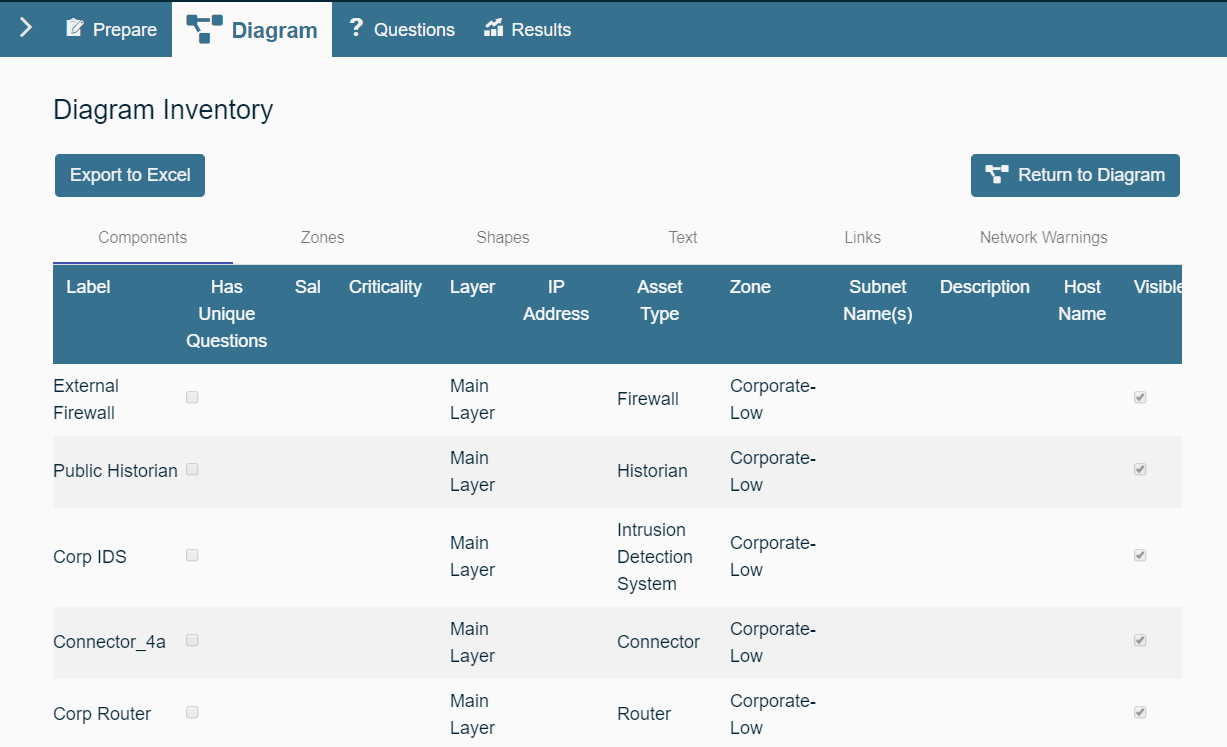 Prepare Diagram ? Questions Results
Diagram Inventory
Export to Excel Return to Diagram
Components Zones Shapes Text Links Network Warnings
Label Has Sal Criticality Layer IP Asset Zone Subnet Description Host Visible
Unique Address Type Name(s) Name
Questions
External Main Firewall Corporate-
Firewall Layer Low
Public Historian Main Historian Corporate-
Layer Low
Intrusion
Corp IDS Main Detection Corporate-
Layer System Low
Connector_4a Main Connector Corporate-
Layer Low
Corp Router Main Router Corporate-
Layer Low